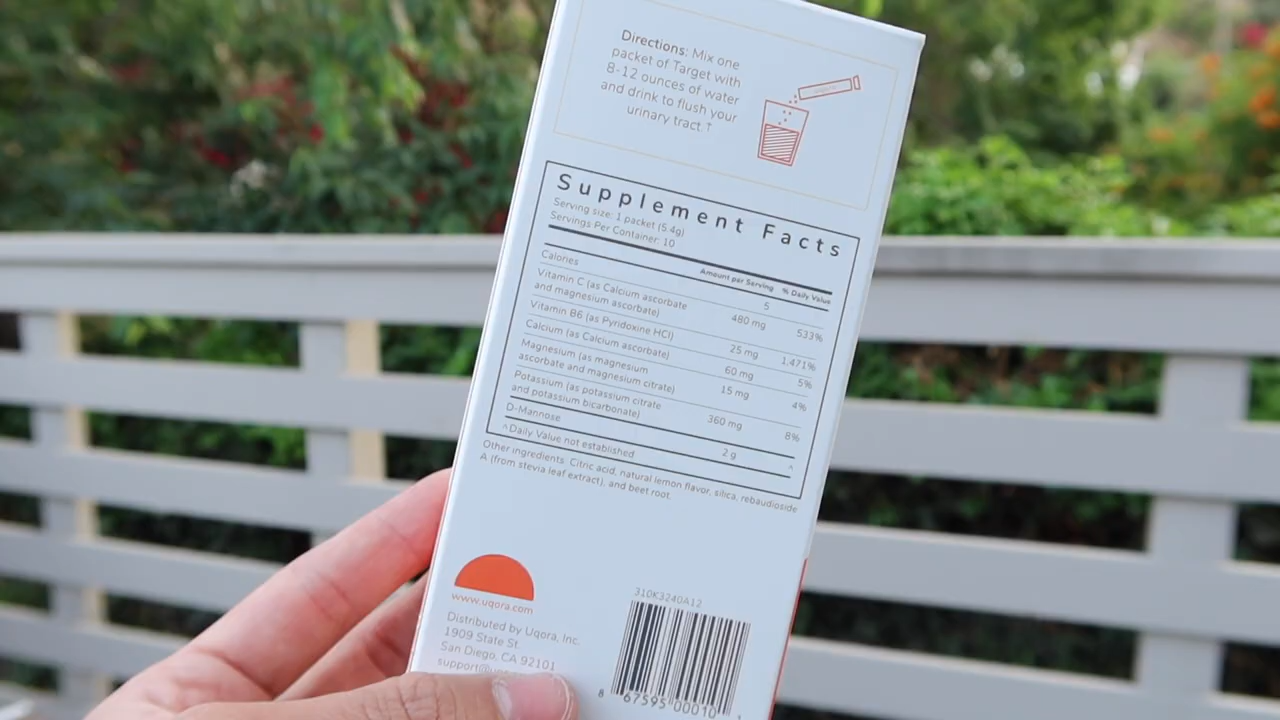 Directions: Mix one
packet of Target with
8-12 ounces of water
and drink to flush your
urinary tract.†
Supplement Facts
Serving size: 1 packet (5.4g)
Servings Per Container: 10
Amount per Serving % Daily Value
Calories 5
Vitamin C (as Calcium ascorbate
and magnesium ascorbate) 480 mg 533%
Vitamin B6 (as Pyridoxine HCl) 25 mg 1,471%
Calcium (as Calcium ascorbate) 60 mg 5%
Magnesium (as magnesium
ascorbate and magnesium citrate) 15 mg 4%
Potassium (as potassium citrate
and potassium bicarbonate) 360 mg 8%
D-Mannose 2 g ^
^Daily Value not established
Other ingredients: Citric acid, natural lemon flavor, silica, rebaudioside
A (from stevia leaf extract), and beet root.
www.uqora.com
Distributed by Uqora, Inc.
1909 State St.
San Diego, CA 92101
310K3240A12
8 67595 00010 1